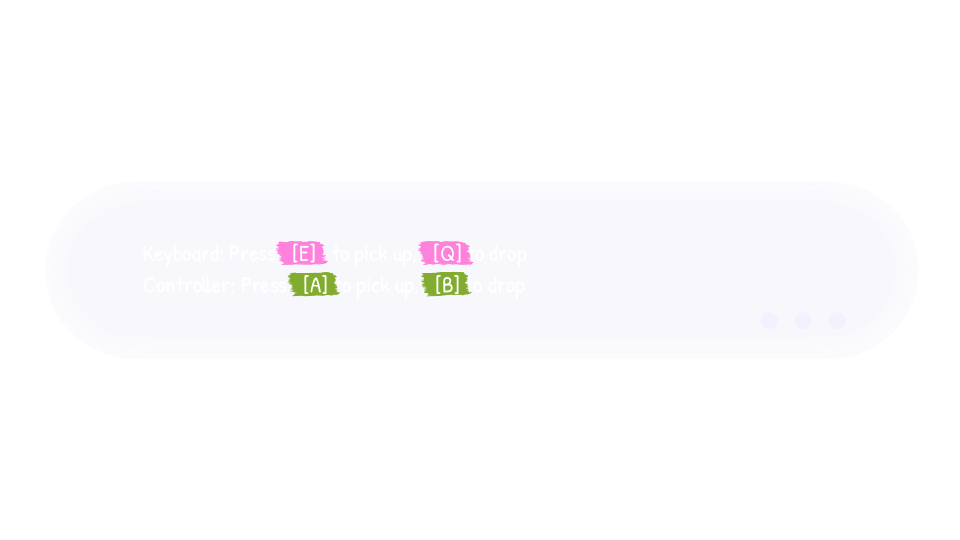 Keyboard: Press [E] to pick up, [Q] to drop
Controller: Press [A] to pick up, [B] to drop